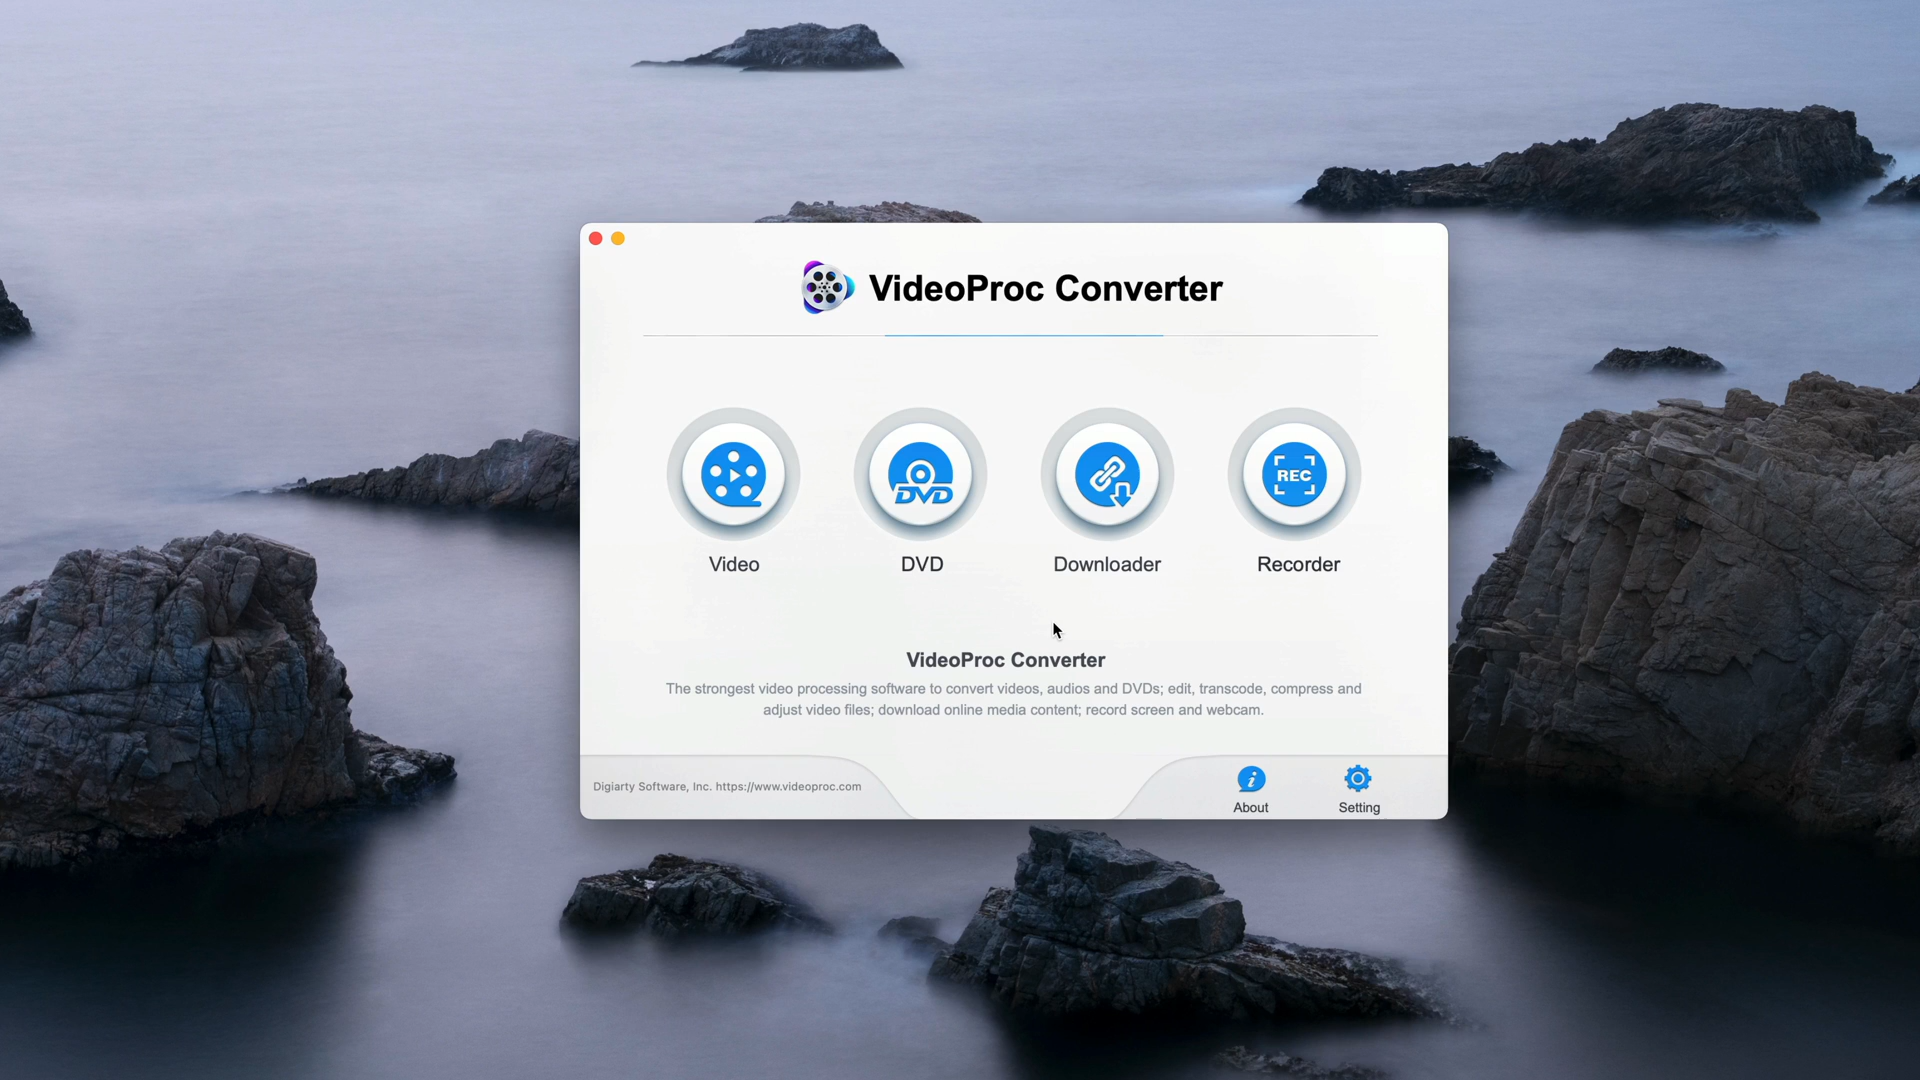 VideoProc Converter
DVD
REC
Video
DVD
Downloader
Recorder
VideoProc Converter
The strongest video processing software to convert videos, audios and DVDs; edit, transcode, compress and
adjust video files; download online media content; record screen and webcam.
Digiarty Software, Inc. https://www.videoproc.com
i
About
Setting